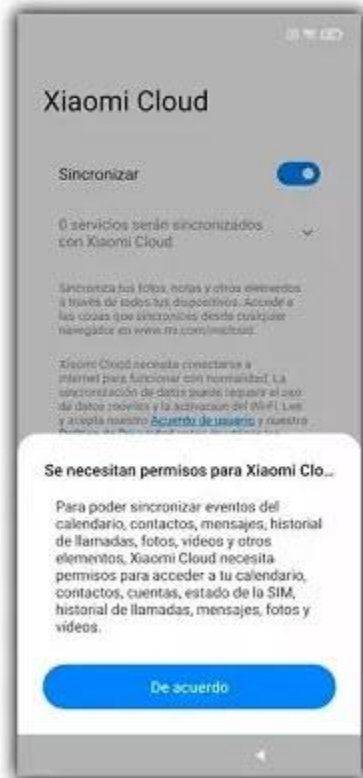 Xiaomi Cloud
Sincronizar
0 servicios serán sincronizados
con Xiaomi Cloud
Sincroniza tus fotos, notas y otros elementos
a través de todos tus dispositivos. Accede a
las cosas que sincronices desde cualquier
navegador en www.mi.com/micloud
Xiaomi Cloud necesita conectarse a
internet para funcionar con normalidad. La
sincronización de datos puede requerir el uso
de datos móviles y la activación del Wi-Fi. Lee
y acepta nuestro Acuerdo de usuario y nuestra
Política de Privacidad
Se necesitan permisos para Xiaomi Clo...
Para poder sincronizar eventos del
calendario, contactos, mensajes, historial
de llamadas, fotos, videos y otros
elementos, Xiaomi Cloud necesita
permisos para acceder a tu calendario,
contactos, cuentas, estado de la SIM,
historial de llamadas, mensajes, fotos y
videos.
De acuerdo